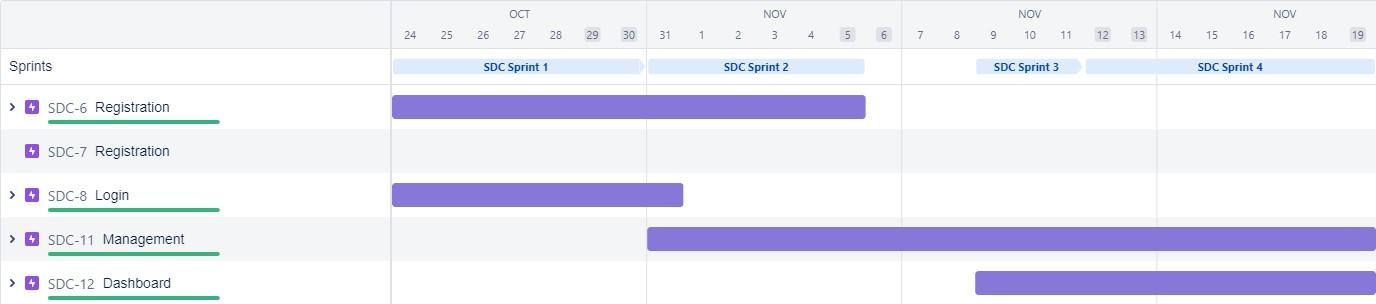 OCT NOV NOV NOV
24 25 26 27 28 29 30 31 1 2 3 4 5 6 7 8 9 10 11 12 13 14 15 16 17 18 19
Sprints SDC Sprint 1 SDC Sprint 2 SDC Sprint 3 SDC Sprint 4
SDC-6 Registration
SDC-7 Registration
SDC-8 Login
SDC-11 Management
SDC-12 Dashboard